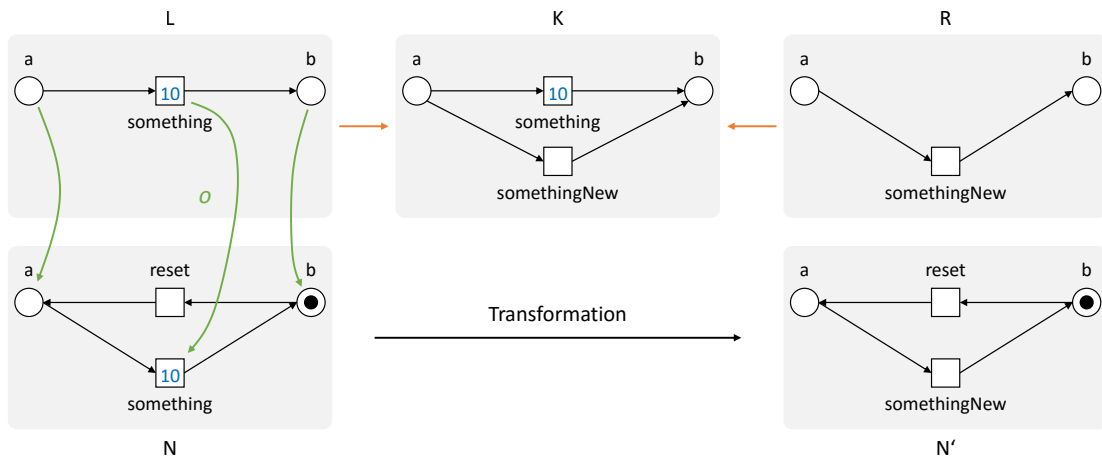 L
K
R
a
b
10
something
a
b
10
something
somethingNew
a
b
somethingNew
o
a
reset
b
10
something
Transformation
a
reset
b
somethingNew
N
N‘